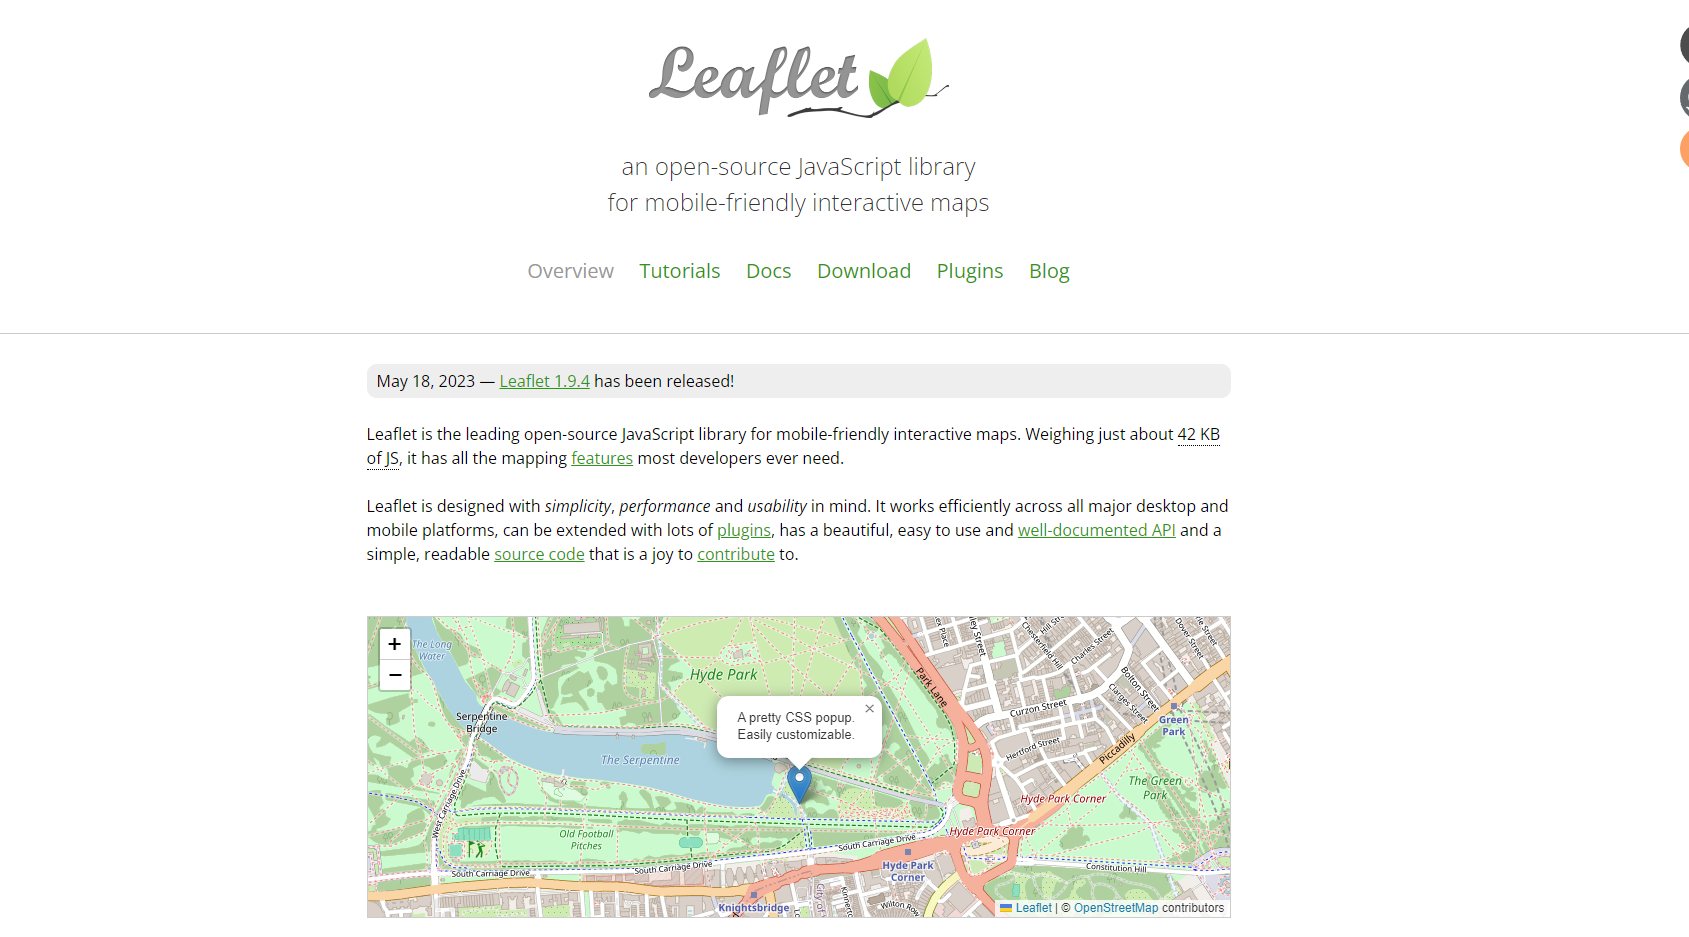 Leaflet
an open-source JavaScript library
for mobile-friendly interactive maps
Overview Tutorials Docs Download Plugins Blog
May 18, 2023 — Leaflet 1.9.4 has been released!
Leaflet is the leading open-source JavaScript library for mobile-friendly interactive maps. Weighing just about 42 KB
of JS, it has all the mapping features most developers ever need.
Leaflet is designed with simplicity, performance and usability in mind. It works efficiently across all major desktop and
mobile platforms, can be extended with lots of plugins, has a beautiful, easy to use and well-documented API and a
simple, readable source code that is a joy to contribute to.
+
−
The Long
Water
Hyde Park
Serpentine
Bridge
The Serpentine
A pretty CSS popup.
Easily customizable.
×
Park Lane
Chesterfield Hill
Hill
Charles Street
Dover Street
Bolton Street
Clarges Street
Curzon Street
Hertford Street
Green
Park
Piccadilly
The Green
Park
Hyde Park Corner
Hyde Park Corner
West Carriage Drive
Old Football
Pitches
South Carriage Drive
South Carriage Drive
South Carriage Drive
Hyde Park
Corner
Constitution Hill
Knightsbridge
Wilton Row
Leaflet | © OpenStreetMap contributors